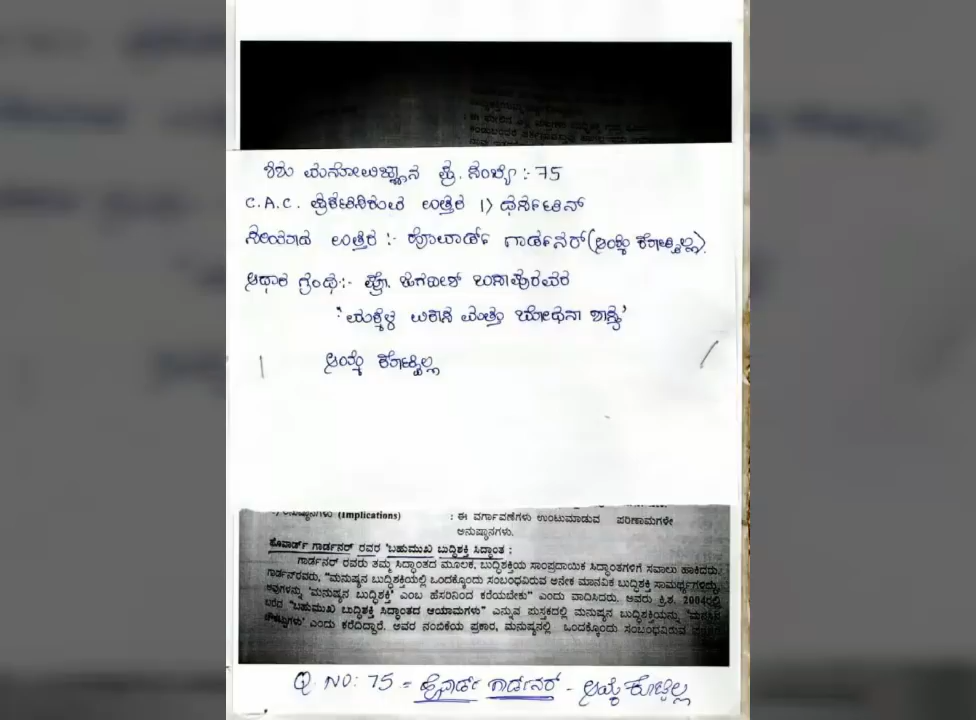 ಶಿಶು ಮನೋವಿಜ್ಞಾನ ಪ್ರ. ಸಂಖ್ಯೆ :- 75
C.A.C. ಪ್ರಕಟಿಸಿರುವ ಉತ್ತರ 1) ಥರ್ಸಟನ್
ಸರಿಯಾದ ಉತ್ತರ :- ಹೊವಾರ್ಡ್ ಗಾರ್ಡನರ್ (ಆಯ್ಕೆ ಕೊಟ್ಟಿಲ್ಲ).
ಆಧಾರ ಗ್ರಂಥ:- ಪ್ರೊ.
'ಮಕ್ಕಳ ವಿಕಾಸ ಮತ್ತು ಬೋಧನಾ ಶಾಸ್ತ್ರ'
ಆಯ್ಕೆ ಕೊಟ್ಟಿಲ್ಲ
(Implications) : ಈ ವರ್ಗಾವಣೆಗಳು ಉಂಟುಮಾಡುವ ಪರಿಣಾಮಗಳೇ
ಅನುಷ್ಠಾನಗಳು.
ಹೊವಾರ್ಡ್ ಗಾರ್ಡನರ್ ರವರ 'ಬಹುಮುಖ ಬುದ್ಧಿಶಕ್ತಿ ಸಿದ್ಧಾಂತ :
ಗಾರ್ಡನರ್ ರವರು ತಮ್ಮ ಸಿದ್ಧಾಂತದ ಮೂಲಕ, ಬುದ್ಧಿಶಕ್ತಿಯ ಸಾಂಪ್ರದಾಯಿಕ ಸಿದ್ಧಾಂತಗಳಿಗೆ ಸವಾಲು ಹಾಕಿದರು.
ಗಾರ್ಡನರ್‌ರವರು, "ಮನುಷ್ಯನ ಬುದ್ಧಿಶಕ್ತಿಯಲ್ಲಿ ಒಂದಕ್ಕೊಂದು ಸಂಬಂಧವಿರುವ ಅನೇಕ ಮಾನವಿಕ ಬುದ್ಧಿಶಕ್ತಿ ಸಾಮರ್ಥ್ಯಗಳಿದ್ದು,
ಅವುಗಳನ್ನು 'ಮನುಷ್ಯನ ಬುದ್ಧಿಶಕ್ತಿ' ಎಂಬ ಹೆಸರಿನಿಂದ ಕರೆಯಬೇಕು" ಎಂದು ವಾದಿಸಿದರು. ಅವರು ಕ್ರಿ.ಶ. 2004ರಲ್ಲಿ
ಬರೆದ "ಬಹುಮುಖ ಬುದ್ಧಿಶಕ್ತಿ ಸಿದ್ಧಾಂತದ ಆಯಾಮಗಳು" ಎನ್ನುವ ಪುಸ್ತಕದಲ್ಲಿ ಮನುಷ್ಯನ ಬುದ್ಧಿಶಕ್ತಿಯನ್ನು
ಎಂದು ಕರೆದಿದ್ದಾರೆ. ಅವರ ನಂಬಿಕೆಯ ಪ್ರಕಾರ, ಮನುಷ್ಯನಲ್ಲಿ ಒಂದಕ್ಕೊಂದು ಸಂಬಂಧವಿರುವ
Q. NO: 75 = ಹೈವಾರ್ಡ್ ಗಾರ್ಡನರ್ - ಆಯ್ಕೆ ಕೊಟ್ಟಿಲ್ಲ